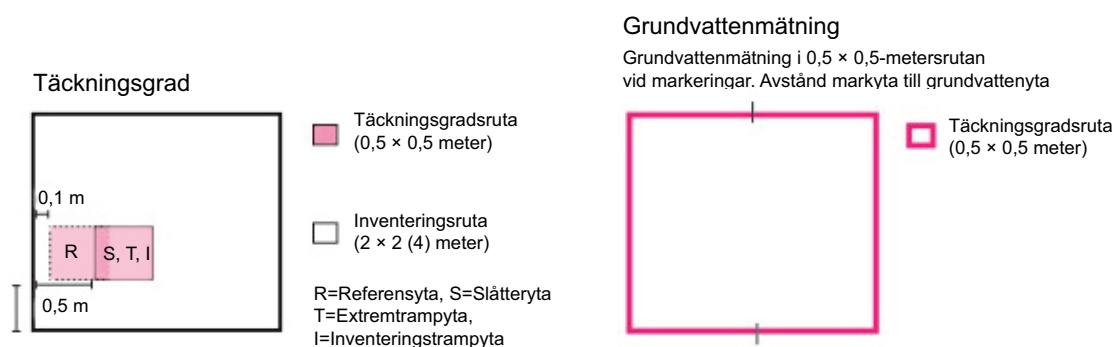 Täckningsgrad
0,1 m
R
S, T, I
0,5 m
Täckningsgradsruta
(0,5 × 0,5 meter)
Inventeringsruta
(2 × 2 (4) meter)
R=Referensyta, S=Slåtteryta
T=Extremtrampyta,
I=Inventeringstrampyta
Grundvattenmätning
Grundvattenmätning i 0,5 × 0,5-metersrutan
vid markeringar. Avstånd markyta till grundvattenyta
Täckningsgradsruta
(0,5 × 0,5 meter)